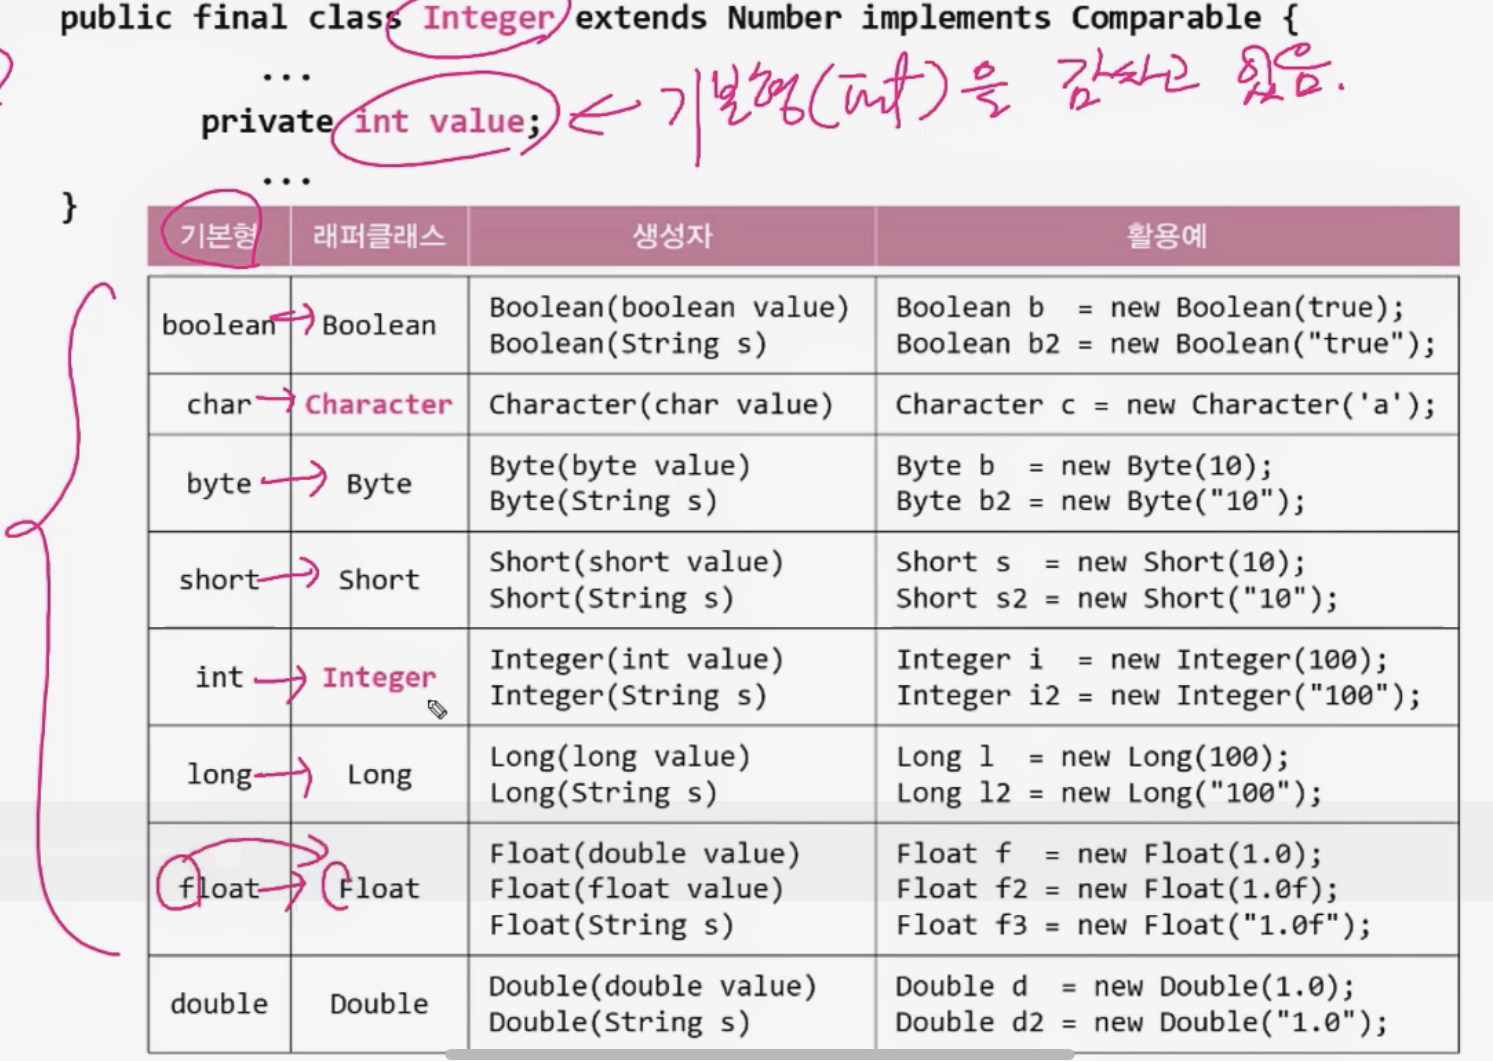 public final class Integer extends Number implements Comparable {
...
private int value; ← 기본형(int)을 감싸고 있음.
...
}
기본형 래퍼클래스 생성자 활용예
boolean Boolean Boolean(boolean value) Boolean b = new Boolean(true);
Boolean(String s) Boolean b2 = new Boolean("true");
char Character Character(char value) Character c = new Character('a');
byte Byte Byte(byte value) Byte b = new Byte(10);
Byte(String s) Byte b2 = new Byte("10");
short Short Short(short value) Short s = new Short(10);
Short(String s) Short s2 = new Short("10");
int Integer Integer(int value) Integer i = new Integer(100);
Integer(String s) Integer i2 = new Integer("100");
long Long Long(long value) Long l = new Long(100);
Long(String s) Long l2 = new Long("100");
float Float Float(double value) Float f = new Float(1.0);
Float(float value) Float f2 = new Float(1.0f);
Float(String s) Float f3 = new Float("1.0f");
double Double Double(double value) Double d = new Double(1.0);
Double(String s) Double d2 = new Double("1.0");